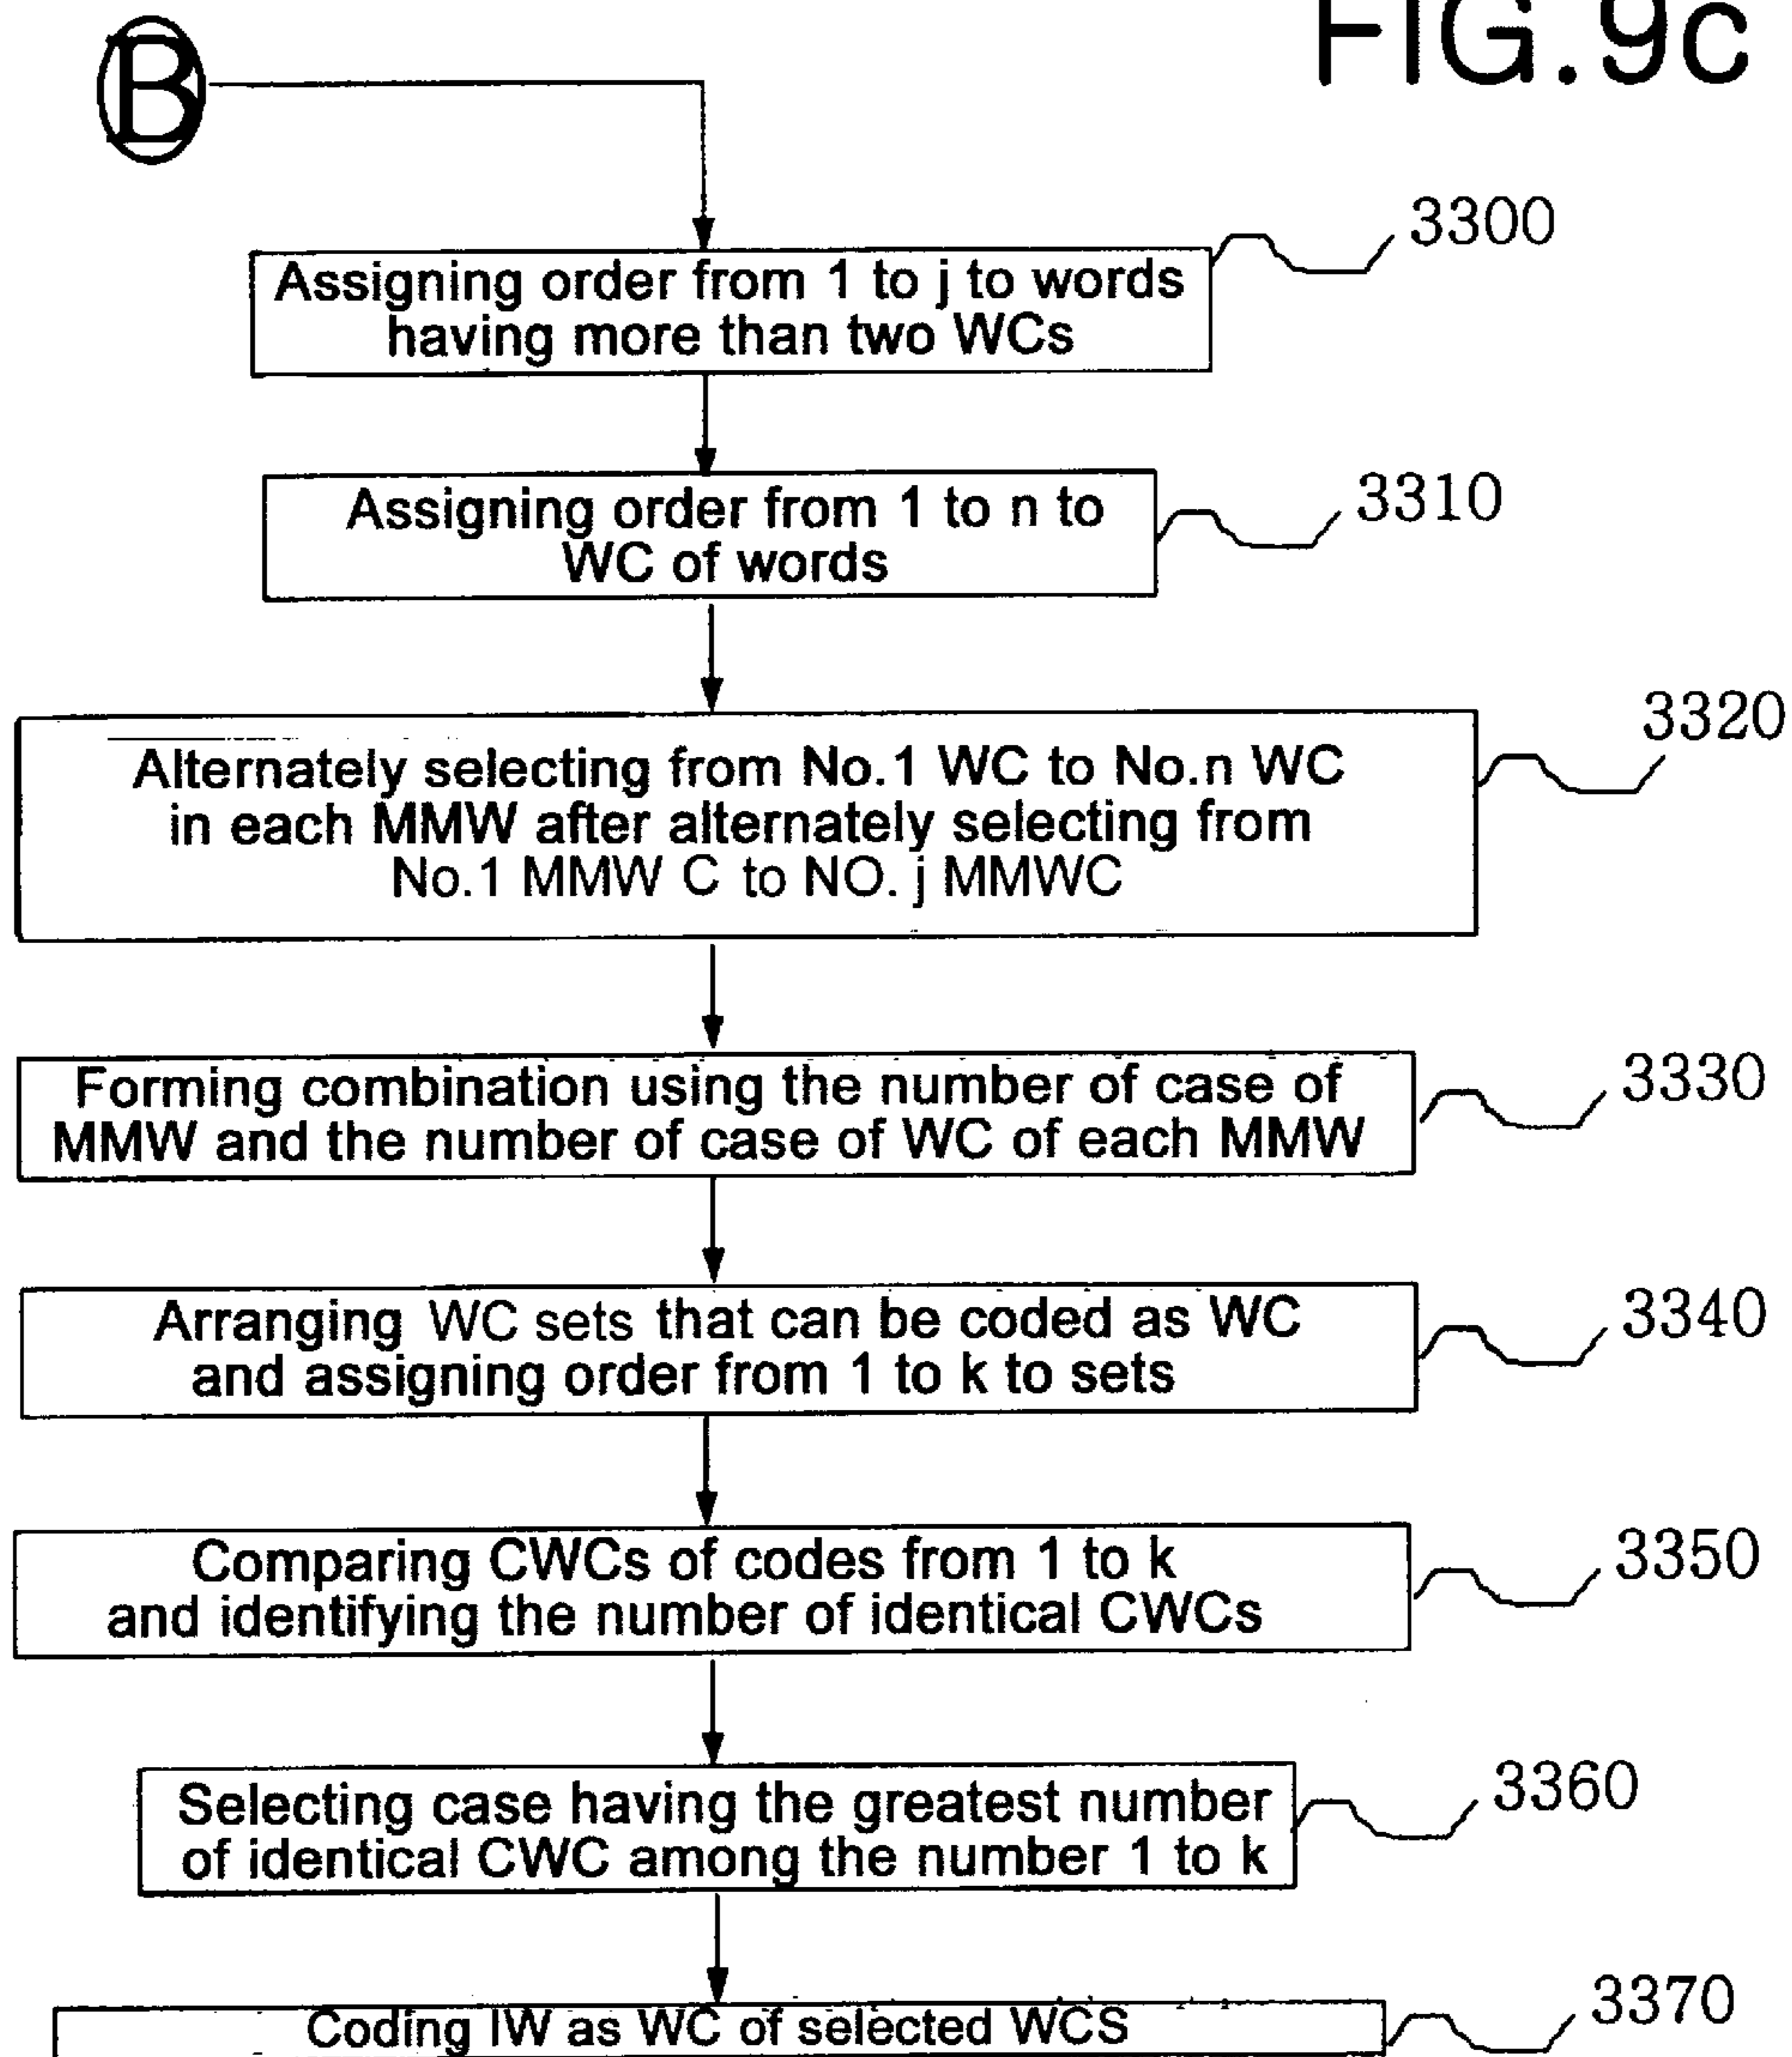 FIG.9c
B
3300
Assigning order from 1 to j to words
having more than two WCs
3310
Assigning order from 1 to n to
WC of words
3320
Alternately selecting from No.1 WC to No.n WC
in each MMW after alternately selecting from
No.1 MMW C to NO. j MMWC
3330
Forming combination using the number of case of
MMW and the number of case of WC of each MMW
3340
Arranging WC sets that can be coded as WC
and assigning order from 1 to k to sets
3350
Comparing CWCs of codes from 1 to k
and identifying the number of identical CWCs
3360
Selecting case having the greatest number
of identical CWC among the number 1 to k
3370
Coding IW as WC of selected WCS